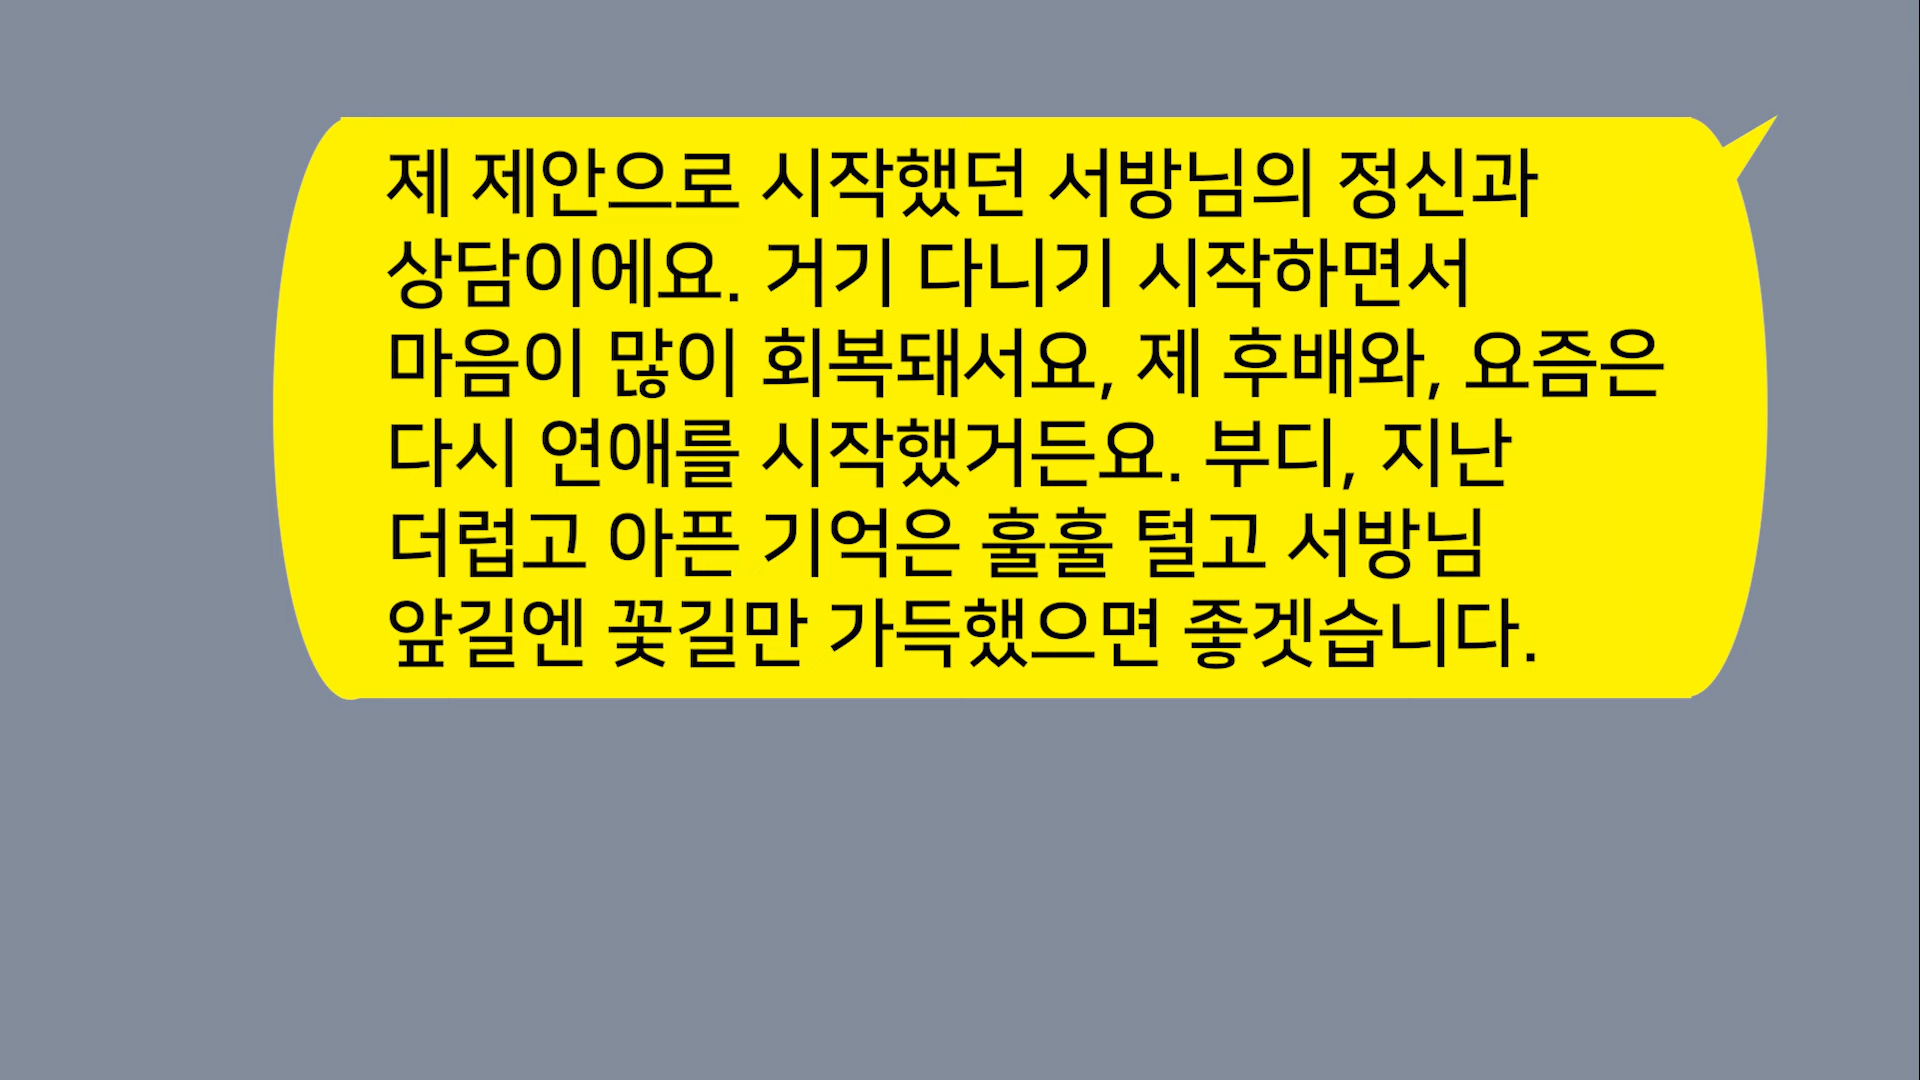 제 제안으로 시작했던 서방님의 정신과
상담이에요. 거기 다니기 시작하면서
마음이 많이 회복돼서요, 제 후배와, 요즘은
다시 연애를 시작했거든요. 부디, 지난
더럽고 아픈 기억은 훌훌 털고 서방님
앞길엔 꽃길만 가득했으면 좋겟습니다.